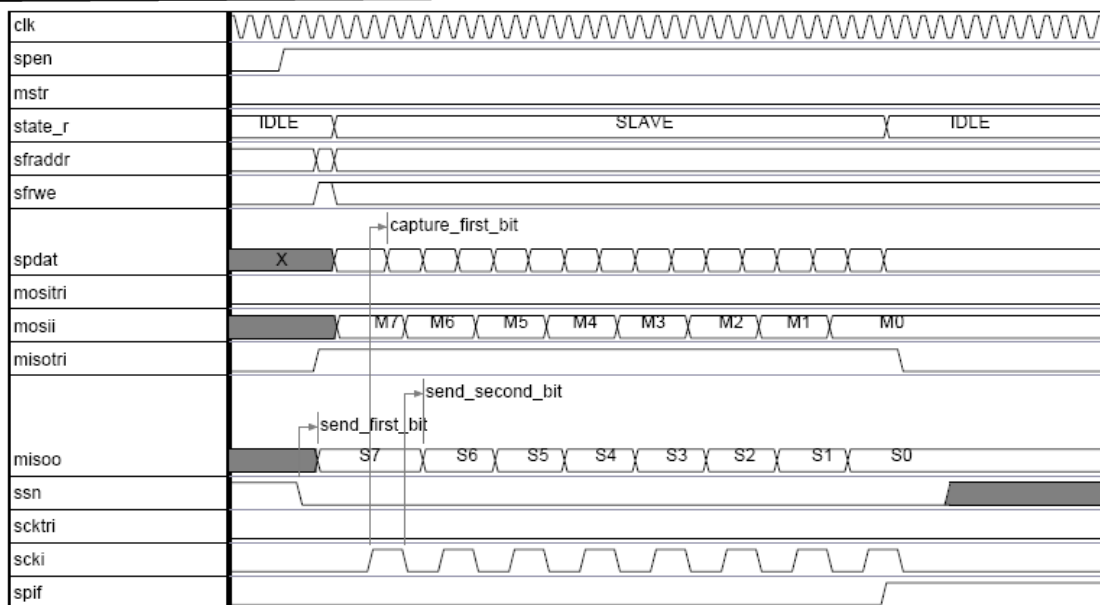 clk
spen
mstr
state_r IDLE SLAVE IDLE
sfraddr
sfrwe
capture_first_bit
spdat X
mositri
mosii M7 M6 M5 M4 M3 M2 M1 M0
misotri
send_second_bit
send_first_bit
misoo S7 S6 S5 S4 S3 S2 S1 S0
ssn
scktri
scki
spif